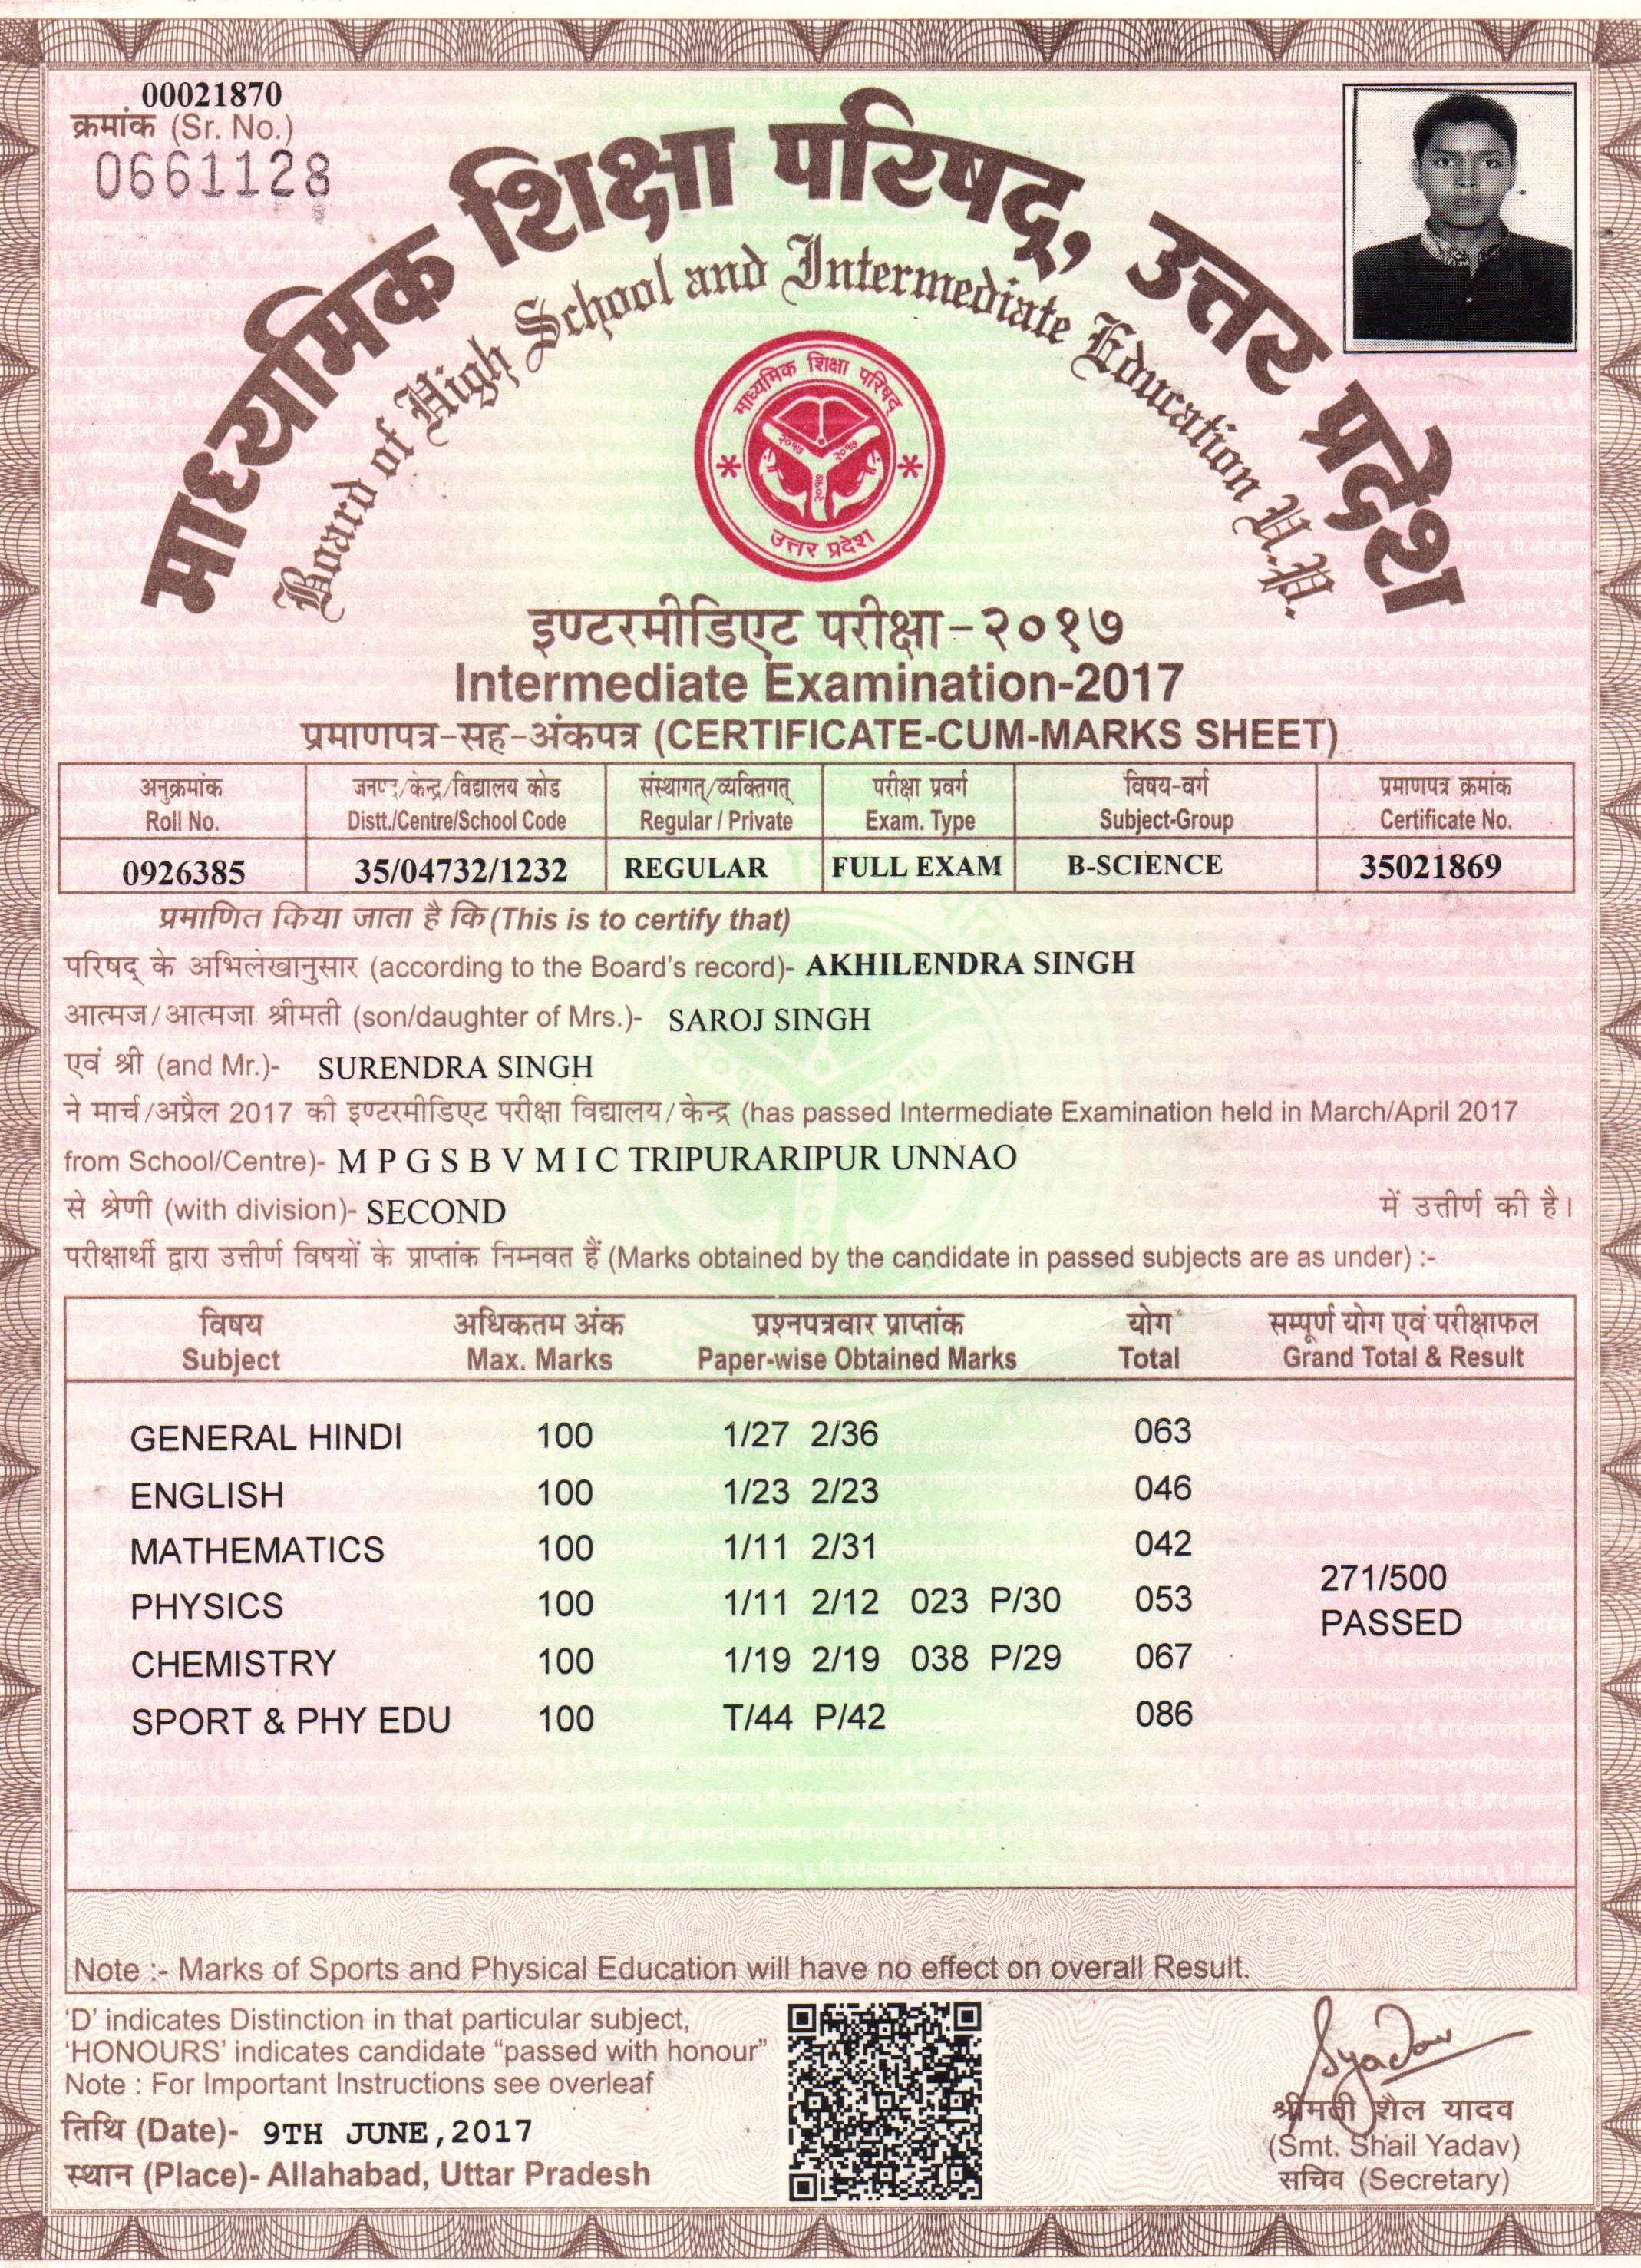 00021870
क्रमांक (Sr. No.)
0661128
माध्यमिक शिक्षा परिषद्, उत्तर प्रदेश
Board of High School and Intermediate Education U.P.
माध्यमिक शिक्षा परिषद्
२०१७ २०१७
२०१७
उत्तर प्रदेश
इण्टरमीडिएट परीक्षा-२०१७
Intermediate Examination-2017
प्रमाणपत्र-सह-अंकपत्र (CERTIFICATE-CUM-MARKS SHEET)
अनुक्रमांक जनपद/केन्द्र/विद्यालय कोड संस्थागत्/व्यक्तिगत् परीक्षा प्रवर्ग विषय-वर्ग प्रमाणपत्र क्रमांक
Roll No. Distt./Centre/School Code Regular / Private Exam. Type Subject-Group Certificate No.
0926385 35/04732/1232 REGULAR FULL EXAM B-SCIENCE 35021869
प्रमाणित किया जाता है कि (This is to certify that)
परिषद् के अभिलेखानुसार (according to the Board's record)- AKHILENDRA SINGH
आत्मज/आत्मजा श्रीमती (son/daughter of Mrs.)- SAROJ SINGH
एवं श्री (and Mr.)- SURENDRA SINGH
ने मार्च/अप्रैल 2017 की इण्टरमीडिएट परीक्षा विद्यालय/केन्द्र (has passed Intermediate Examination held in March/April 2017
from School/Centre)- M P G S B V M I C TRIPURARIPUR UNNAO
से श्रेणी (with division)- SECOND में उत्तीर्ण की है।
परीक्षार्थी द्वारा उत्तीर्ण विषयों के प्राप्तांक निम्नवत हैं (Marks obtained by the candidate in passed subjects are as under) :-
विषय अधिकतम अंक प्रश्नपत्रवार प्राप्तांक योग सम्पूर्ण योग एवं परीक्षाफल
Subject Max. Marks Paper-wise Obtained Marks Total Grand Total & Result
GENERAL HINDI 100 1/27 2/36 063
ENGLISH 100 1/23 2/23 046
MATHEMATICS 100 1/11 2/31 042
271/500
PHYSICS 100 1/11 2/12 023 P/30 053
PASSED
CHEMISTRY 100 1/19 2/19 038 P/29 067
SPORT & PHY EDU 100 T/44 P/42 086
Note :- Marks of Sports and Physical Education will have no effect on overall Result.
'D' indicates Distinction in that particular subject,
'HONOURS' indicates candidate "passed with honour"
Note : For Important Instructions see overleaf
तिथि (Date)- 9TH JUNE,2017
स्थान (Place)- Allahabad, Uttar Pradesh
Syadav
श्रीमती शैल यादव
(Smt. Shail Yadav)
सचिव (Secretary)